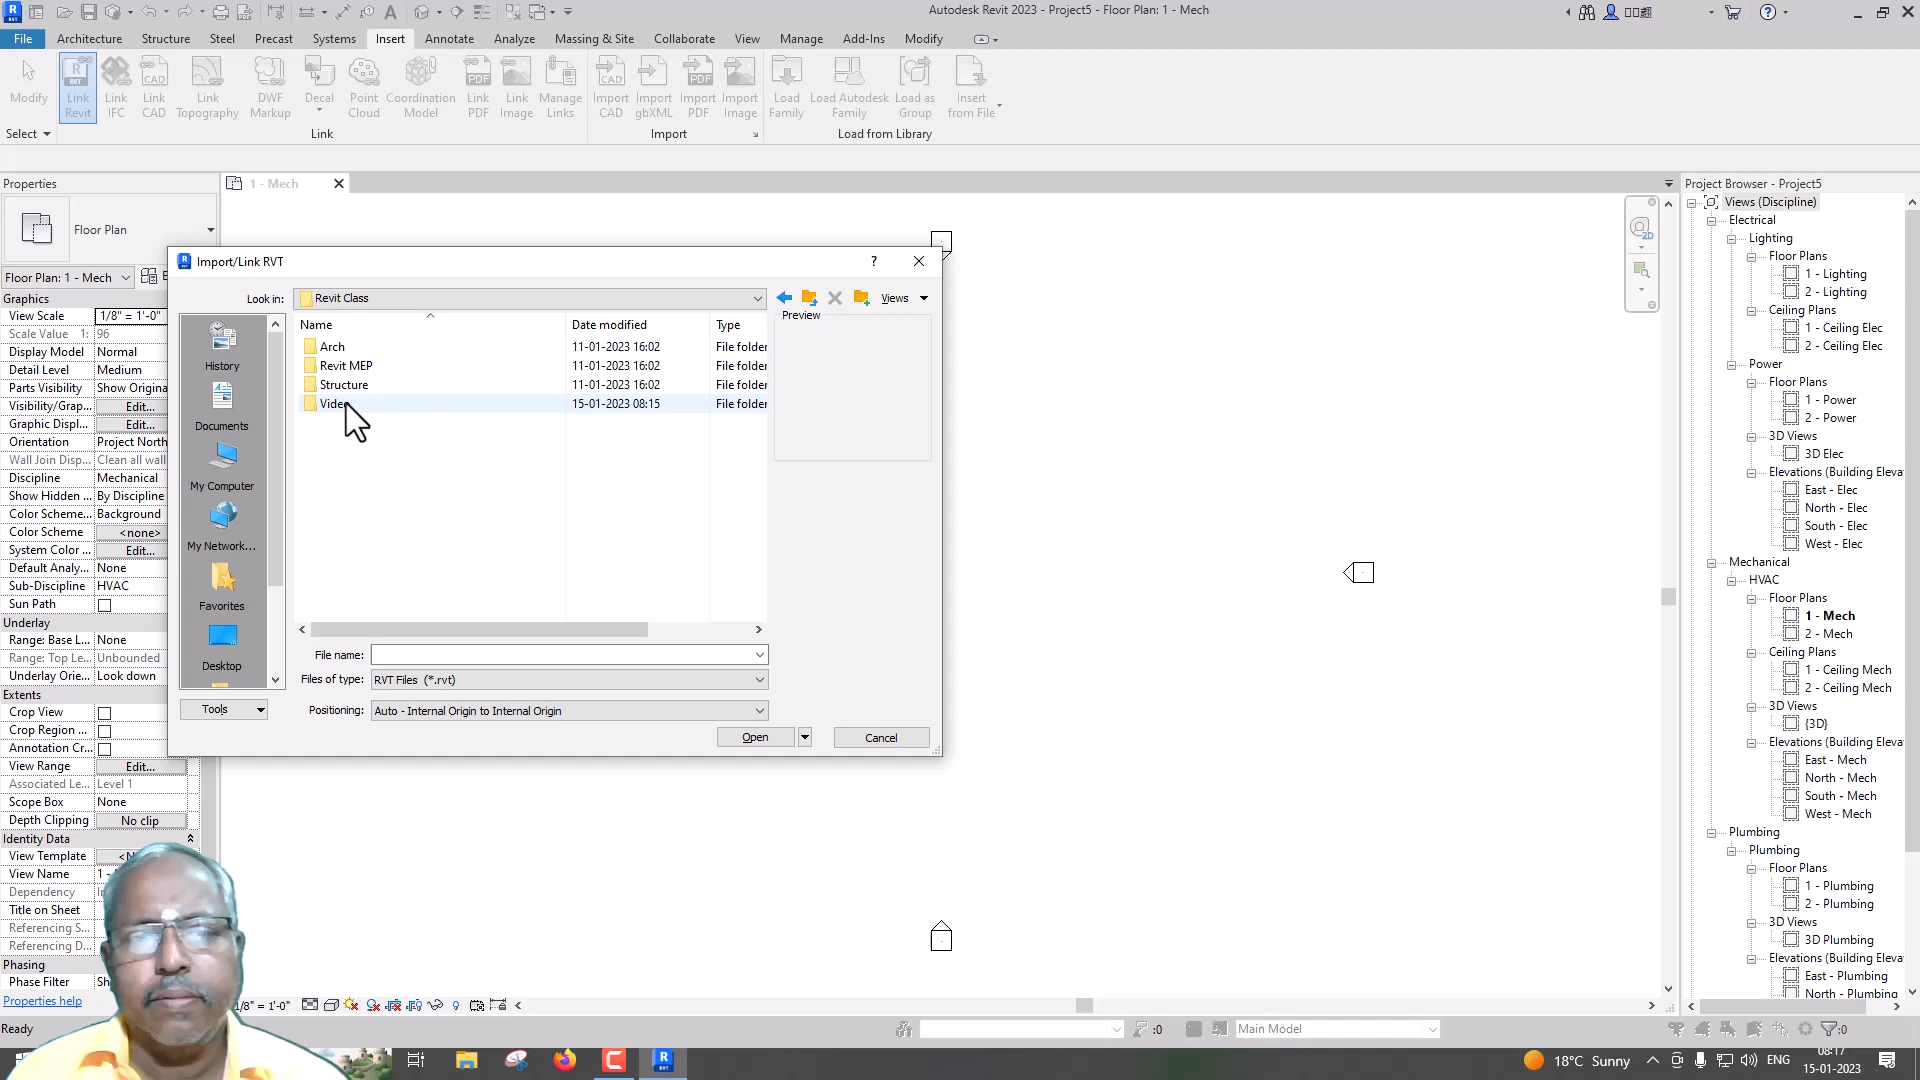 Autodesk Revit 2023 - Project5 - Floor Plan: 1 - Mech
File Architecture Structure Steel Precast Systems Insert Annotate Analyze Massing & Site Collaborate View Manage Add-Ins Modify
Modify
Link Revit
Link IFC
Link CAD
Link Topography
DWF Markup
Decal
Point Cloud
Coordination Model
Link PDF
Link Image
Manage Links
Import CAD
Import gbXML
Import PDF
Import Image
Load Family
Load Autodesk Family
Load as Group
Insert from File
Select Link Import Load from Library
Properties
Floor Plan
Floor Plan: 1 - Mech
Graphics
View Scale 1/8" = 1'-0"
Scale Value 1: 96
Display Model Normal
Detail Level Medium
Parts Visibility Show Origina
Visibility/Grap... Edit...
Graphic Displ... Edit...
Orientation Project North
Wall Join Disp... Clean all wall
Discipline Mechanical
Show Hidden ... By Discipline
Color Scheme... Background
Color Scheme <none>
System Color ... Edit...
Default Analy... None
Sub-Discipline HVAC
Sun Path
Underlay
Range: Base L... None
Range: Top Le... Unbounded
Underlay Orie... Look down
Extents
Crop View
Crop Region ...
Annotation Cr...
View Range Edit...
Associated Le... Level 1
Scope Box None
Depth Clipping No clip
Identity Data
View Template
View Name
Dependency
Title on Sheet
Referencing S...
Referencing D...
Phasing
Phase Filter
Properties help
Ready
1 - Mech
Import/Link RVT
?
Look in: Revit Class Views
History
Documents
My Computer
My Network...
Favorites
Desktop
Tools
Name Date modified Type
Arch 11-01-2023 16:02 File folder
Revit MEP 11-01-2023 16:02 File folder
Structure 11-01-2023 16:02 File folder
Video 15-01-2023 08:15 File folder
Preview
File name:
Files of type: RVT Files (*.rvt)
Positioning: Auto - Internal Origin to Internal Origin
Open Cancel
2D
Project Browser - Project5
Views (Discipline)
Electrical
Lighting
Floor Plans
1 - Lighting
2 - Lighting
Ceiling Plans
1 - Ceiling Elec
2 - Ceiling Elec
Power
Floor Plans
1 - Power
2 - Power
3D Views
3D Elec
Elevations (Building Eleva
East - Elec
North - Elec
South - Elec
West - Elec
Mechanical
HVAC
Floor Plans
1 - Mech
2 - Mech
Ceiling Plans
1 - Ceiling Mech
2 - Ceiling Mech
3D Views
{3D}
Elevations (Building Eleva
East - Mech
North - Mech
South - Mech
West - Mech
Plumbing
Plumbing
Floor Plans
1 - Plumbing
2 - Plumbing
3D Views
3D Plumbing
Elevations (Building Eleva
East - Plumbing
North - Plumbing
1/8" = 1'-0"
:0 Main Model :0
18°C Sunny ENG 08:17
15-01-2023